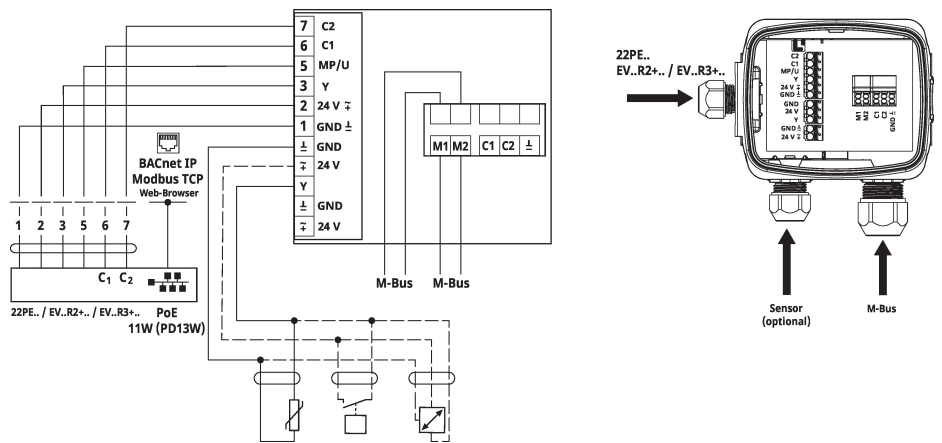 7 C2
6 C1
5 MP/U
3 Y
2 24 V ⏦
1 GND ⏊
⏊ GND
⏦ 24 V
Y
⏊ GND
⏦ 24 V
M1 M2 C1 C2 ⏊
M-Bus M-Bus
BACnet IP
Modbus TCP
Web-Browser
1 2 3 5 6 7
C1 C2
22PE.. / EV..R2+.. / EV..R3+..
PoE
11W (PD13W)
22PE..
EV..R2+.. / EV..R3+..
C2
C1
MP/U
Y
24 V ⏦
GND ⏊
GND
24 V
Y
GND ⏊
24 V ⏦
M1
M2
C1
C2
GND ⏊
Sensor
(optional)
M-Bus